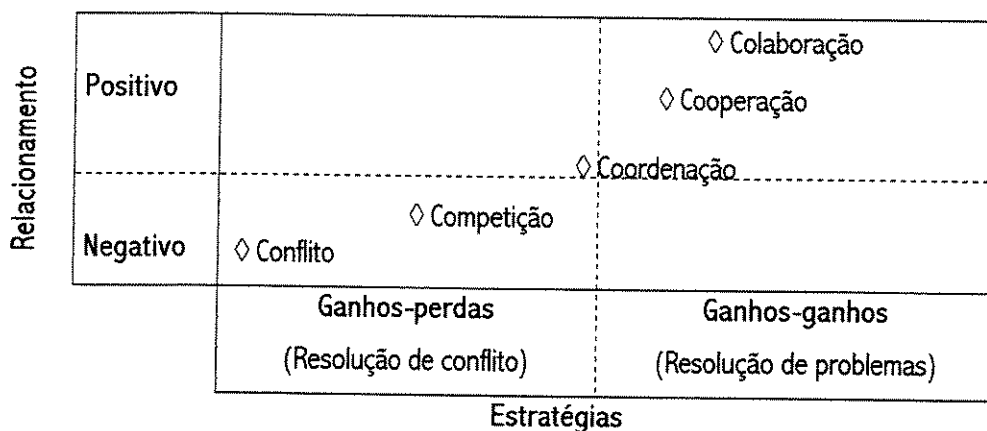 Relacionamento
Positivo
Negativo
◊ Colaboração
◊ Cooperação
◊ Coordenação
◊ Competição
◊ Conflito
Ganhos-perdas
(Resolução de conflito)
Ganhos-ganhos
(Resolução de problemas)
Estratégias